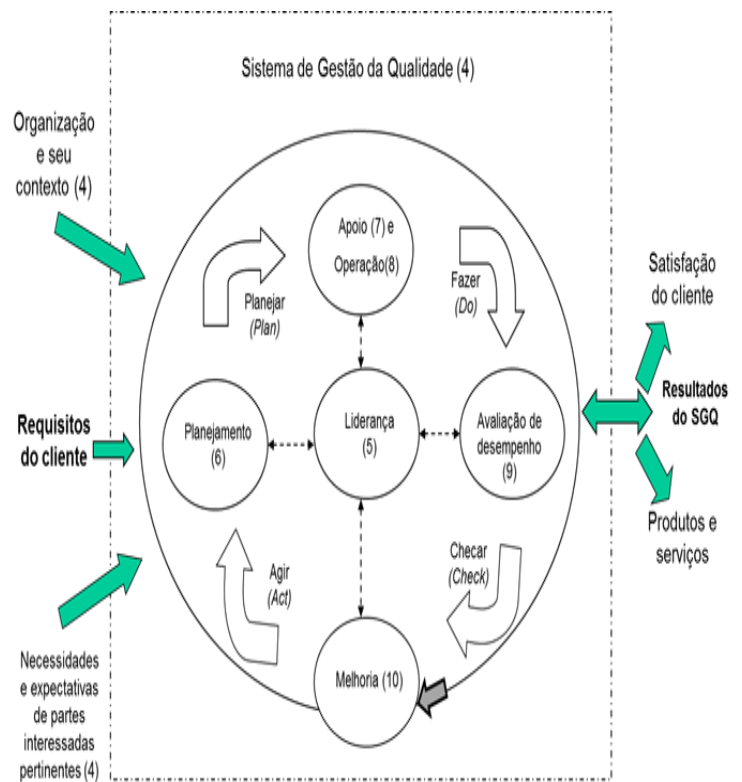 Sistema de Gestão da Qualidade (4)
Organização
e seu
contexto (4)
Requisitos
do cliente
Necessidades
e expectativas
de partes
interessadas
pertinentes (4)
Planejar
(Plan)
Apoio (7) e
Operação(8)
Fazer
(Do)
Planejamento
(6)
Liderança
(5)
Avaliação de
desempenho
(9)
Agir
(Act)
Checar
(Check)
Melhoria (10)
Satisfação
do cliente
Resultados
do SGQ
Produtos e
serviços